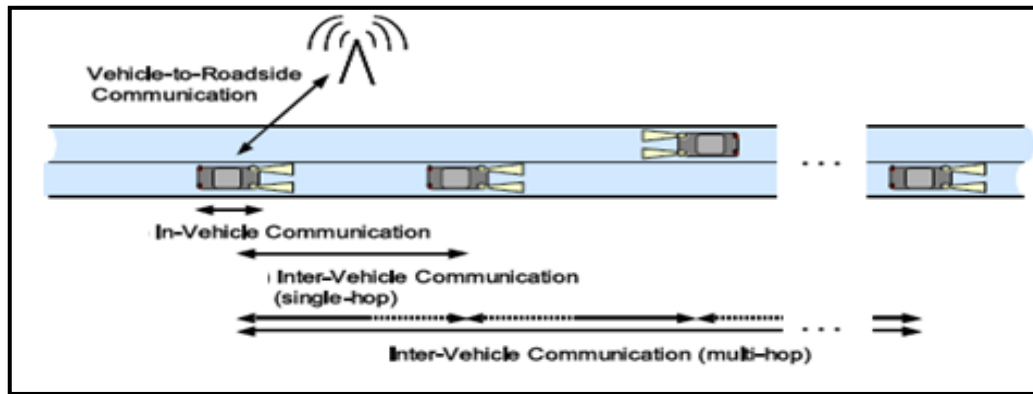 Vehicle-to-Roadside
Communication
. . .
In-Vehicle Communication
Inter-Vehicle Communication
(single-hop)
. . .
Inter-Vehicle Communication (multi-hop)